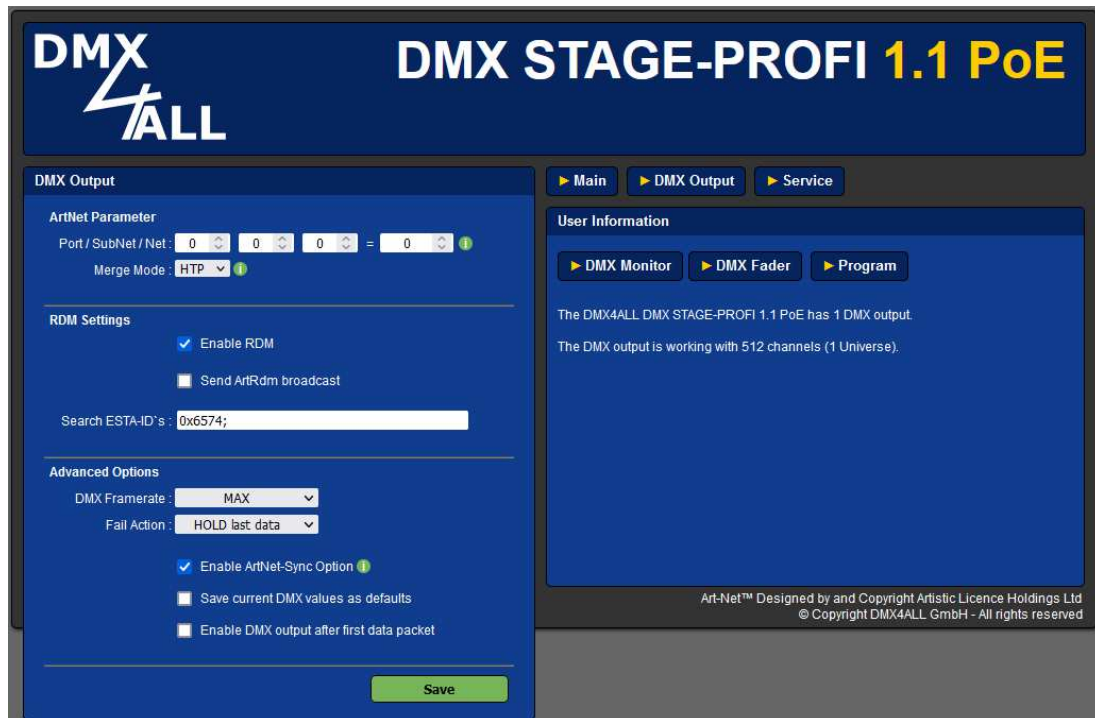 DMX
4ALL
DMX STAGE-PROFI 1.1 PoE
DMX Output
ArtNet Parameter
Port / SubNet / Net : 0 0 0 = 0 i
Merge Mode : HTP i
RDM Settings
Enable RDM
Send ArtRdm broadcast
Search ESTA-ID`s : 0x6574;
Advanced Options
DMX Framerate : MAX
Fail Action : HOLD last data
Enable ArtNet-Sync Option i
Save current DMX values as defaults
Enable DMX output after first data packet
Save
Main DMX Output Service
User Information
DMX Monitor DMX Fader Program
The DMX4ALL DMX STAGE-PROFI 1.1 PoE has 1 DMX output.
The DMX output is working with 512 channels (1 Universe).
Art-Net™ Designed by and Copyright Artistic Licence Holdings Ltd
© Copyright DMX4ALL GmbH - All rights reserved